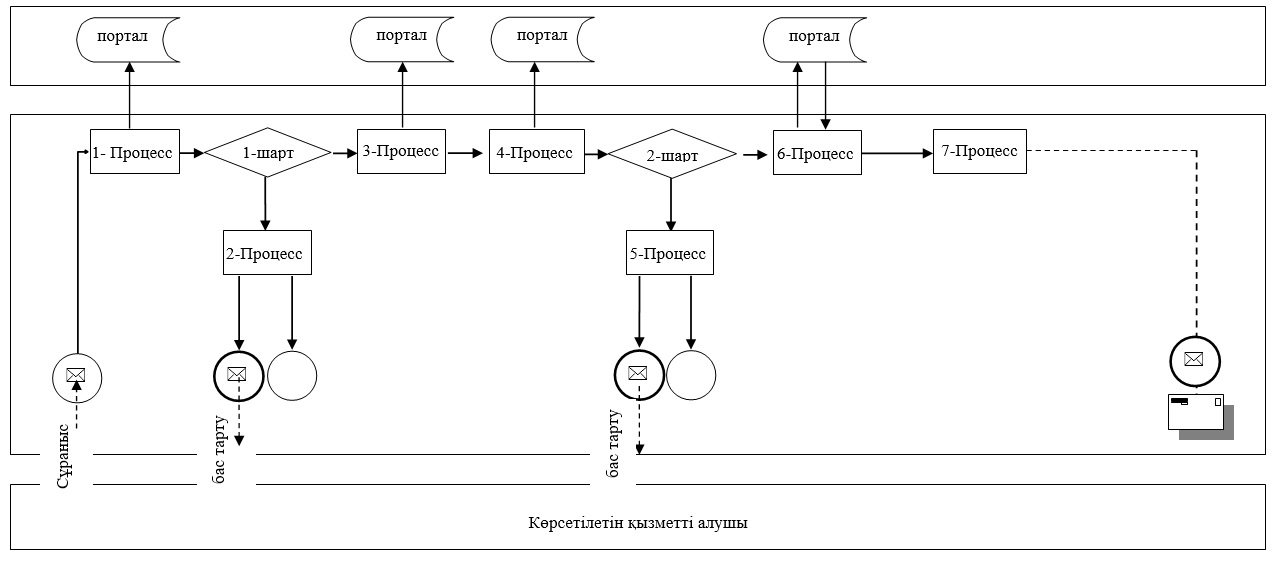 портал
портал
портал
портал
1- Процесс
1-шарт
3-Процесс
4-Процесс
2-шарт
6-Процесс
7-Процесс
2-Процесс
5-Процесс
Сұраныс
бас тарту
бас тарту
Көрсетілетін қызметті алушы